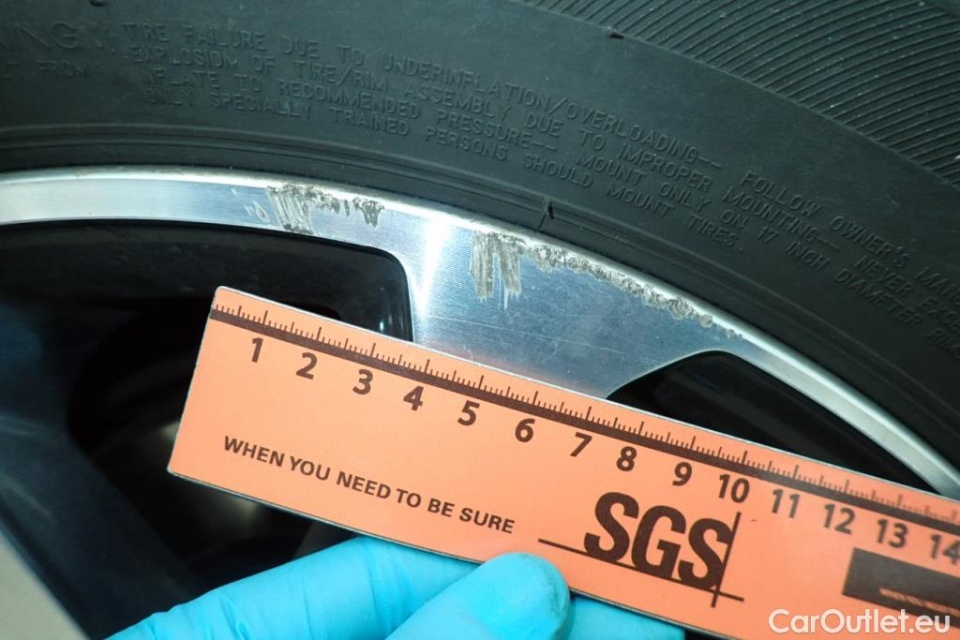 TIRE FAILURE DUE TO UNDERINFLATION/OVERLOADING-- FOLLOW OWNER'S
EXPLOSION OF TIRE/RIM ASSEMBLY DUE TO IMPROPER MOUNTING-- NEVER
INFLATE TO RECOMMENDED PRESSURE-- MOUNT ONLY ON 17 INCH DIAMETER
ONLY SPECIALLY TRAINED PERSONS SHOULD MOUNT TIRES.
1 2 3 4 5 6 7 8 9 10 11 12 13 14
WHEN YOU NEED TO BE SURE
SGS
CarOutlet.eu